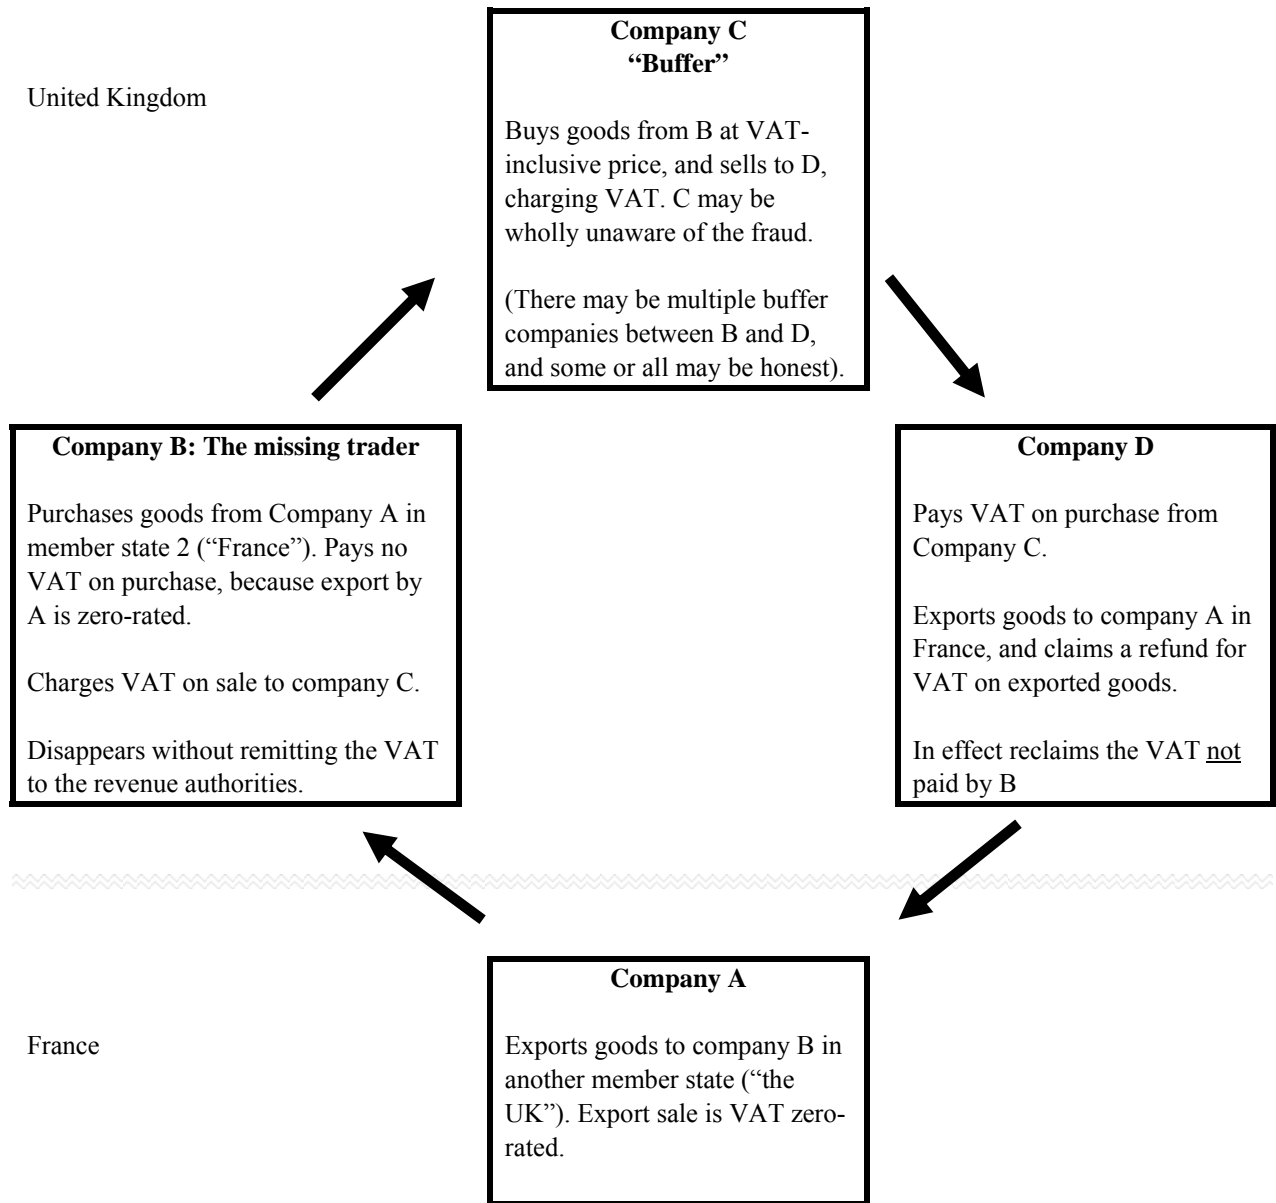 United Kingdom
Company C
“Buffer”
Buys goods from B at VAT-
inclusive price, and sells to D,
charging VAT. C may be
wholly unaware of the fraud.
(There may be multiple buffer
companies between B and D,
and some or all may be honest).
Company B: The missing trader
Purchases goods from Company A in
member state 2 (“France”). Pays no
VAT on purchase, because export by
A is zero-rated.
Charges VAT on sale to company C.
Disappears without remitting the VAT
to the revenue authorities.
Company D
Pays VAT on purchase from
Company C.
Exports goods to company A in
France, and claims a refund for
VAT on exported goods.
In effect reclaims the VAT not
paid by B
France
Company A
Exports goods to company B in
another member state (“the
UK”). Export sale is VAT zero-
rated.